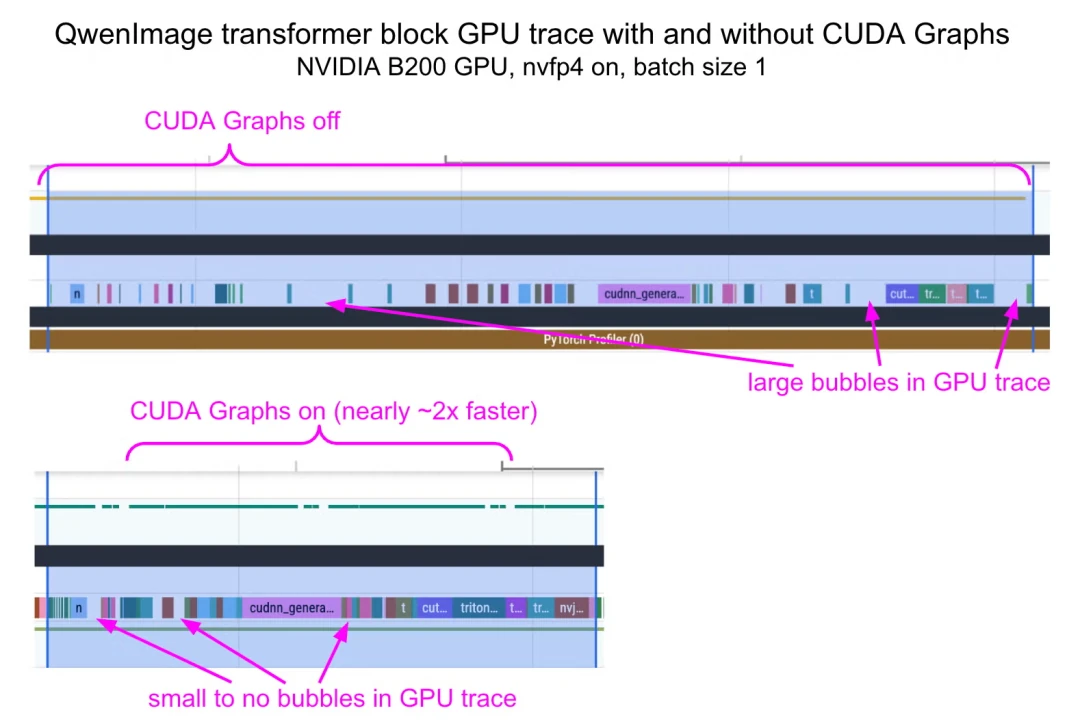 QwenImage transformer block GPU trace with and without CUDA Graphs
NVIDIA B200 GPU, nvfp4 on, batch size 1
CUDA Graphs off
n
cudnn_genera...
t
cut...
tr...
t...
t...
PyTorch Profiler (0)
large bubbles in GPU trace
CUDA Graphs on (nearly ~2x faster)
n
cudnn_genera...
t
cut...
triton...
t...
tr...
nvj...
small to no bubbles in GPU trace